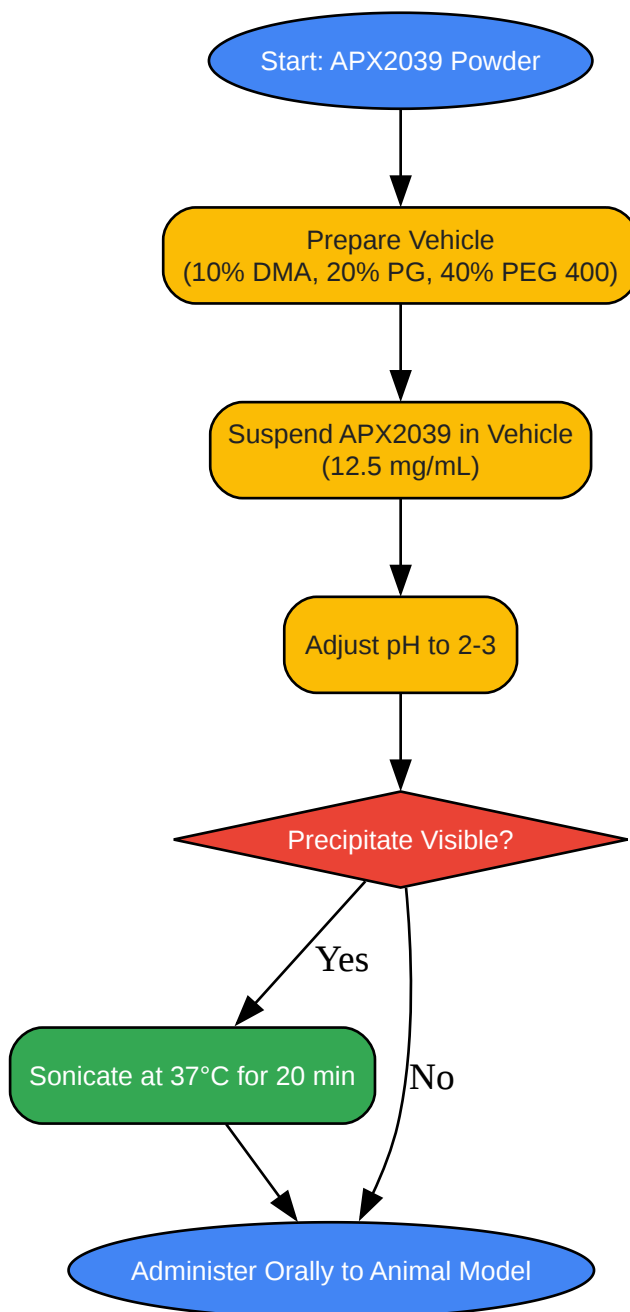 Start: APX2039 Powder
Prepare Vehicle
(10% DMA, 20% PG, 40% PEG 400)
Suspend APX2039 in Vehicle
(12.5 mg/mL)
Adjust pH to 2-3
Precipitate Visible?
Yes
Sonicate at 37°C for 20 min
No
Administer Orally to Animal Model